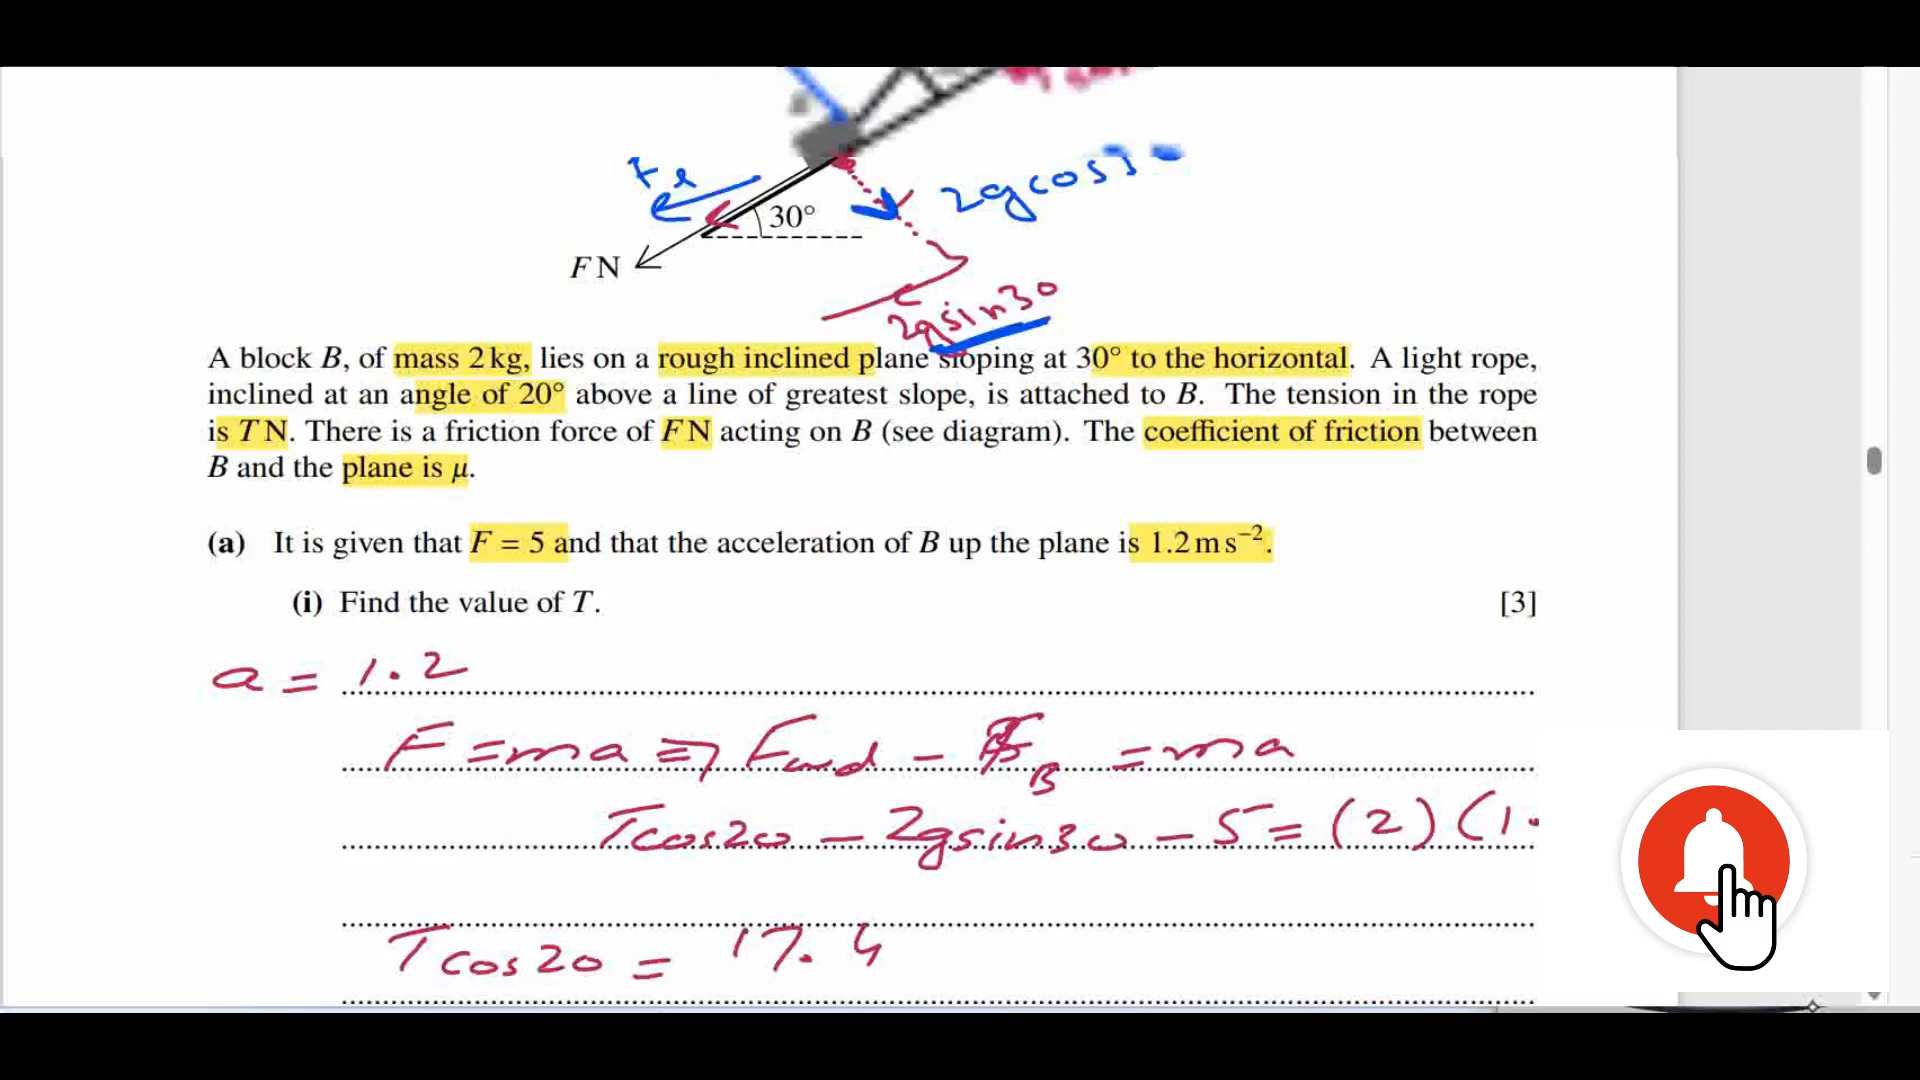 F
2gcos3
30°
F N
2gsin30
A block B, of mass 2 kg, lies on a rough inclined plane sloping at 30° to the horizontal. A light rope,
inclined at an angle of 20° above a line of greatest slope, is attached to B. The tension in the rope
is T N. There is a friction force of F N acting on B (see diagram). The coefficient of friction between
B and the plane is μ.
(a) It is given that F = 5 and that the acceleration of B up the plane is 1.2 m s⁻².
(i) Find the value of T. [3]
a = 1.2
F = ma ⇒ Fwd − F_B = ma
Tcos20 − 2gsin30 − 5 = (2)(1.
Tcos20 = 17.4